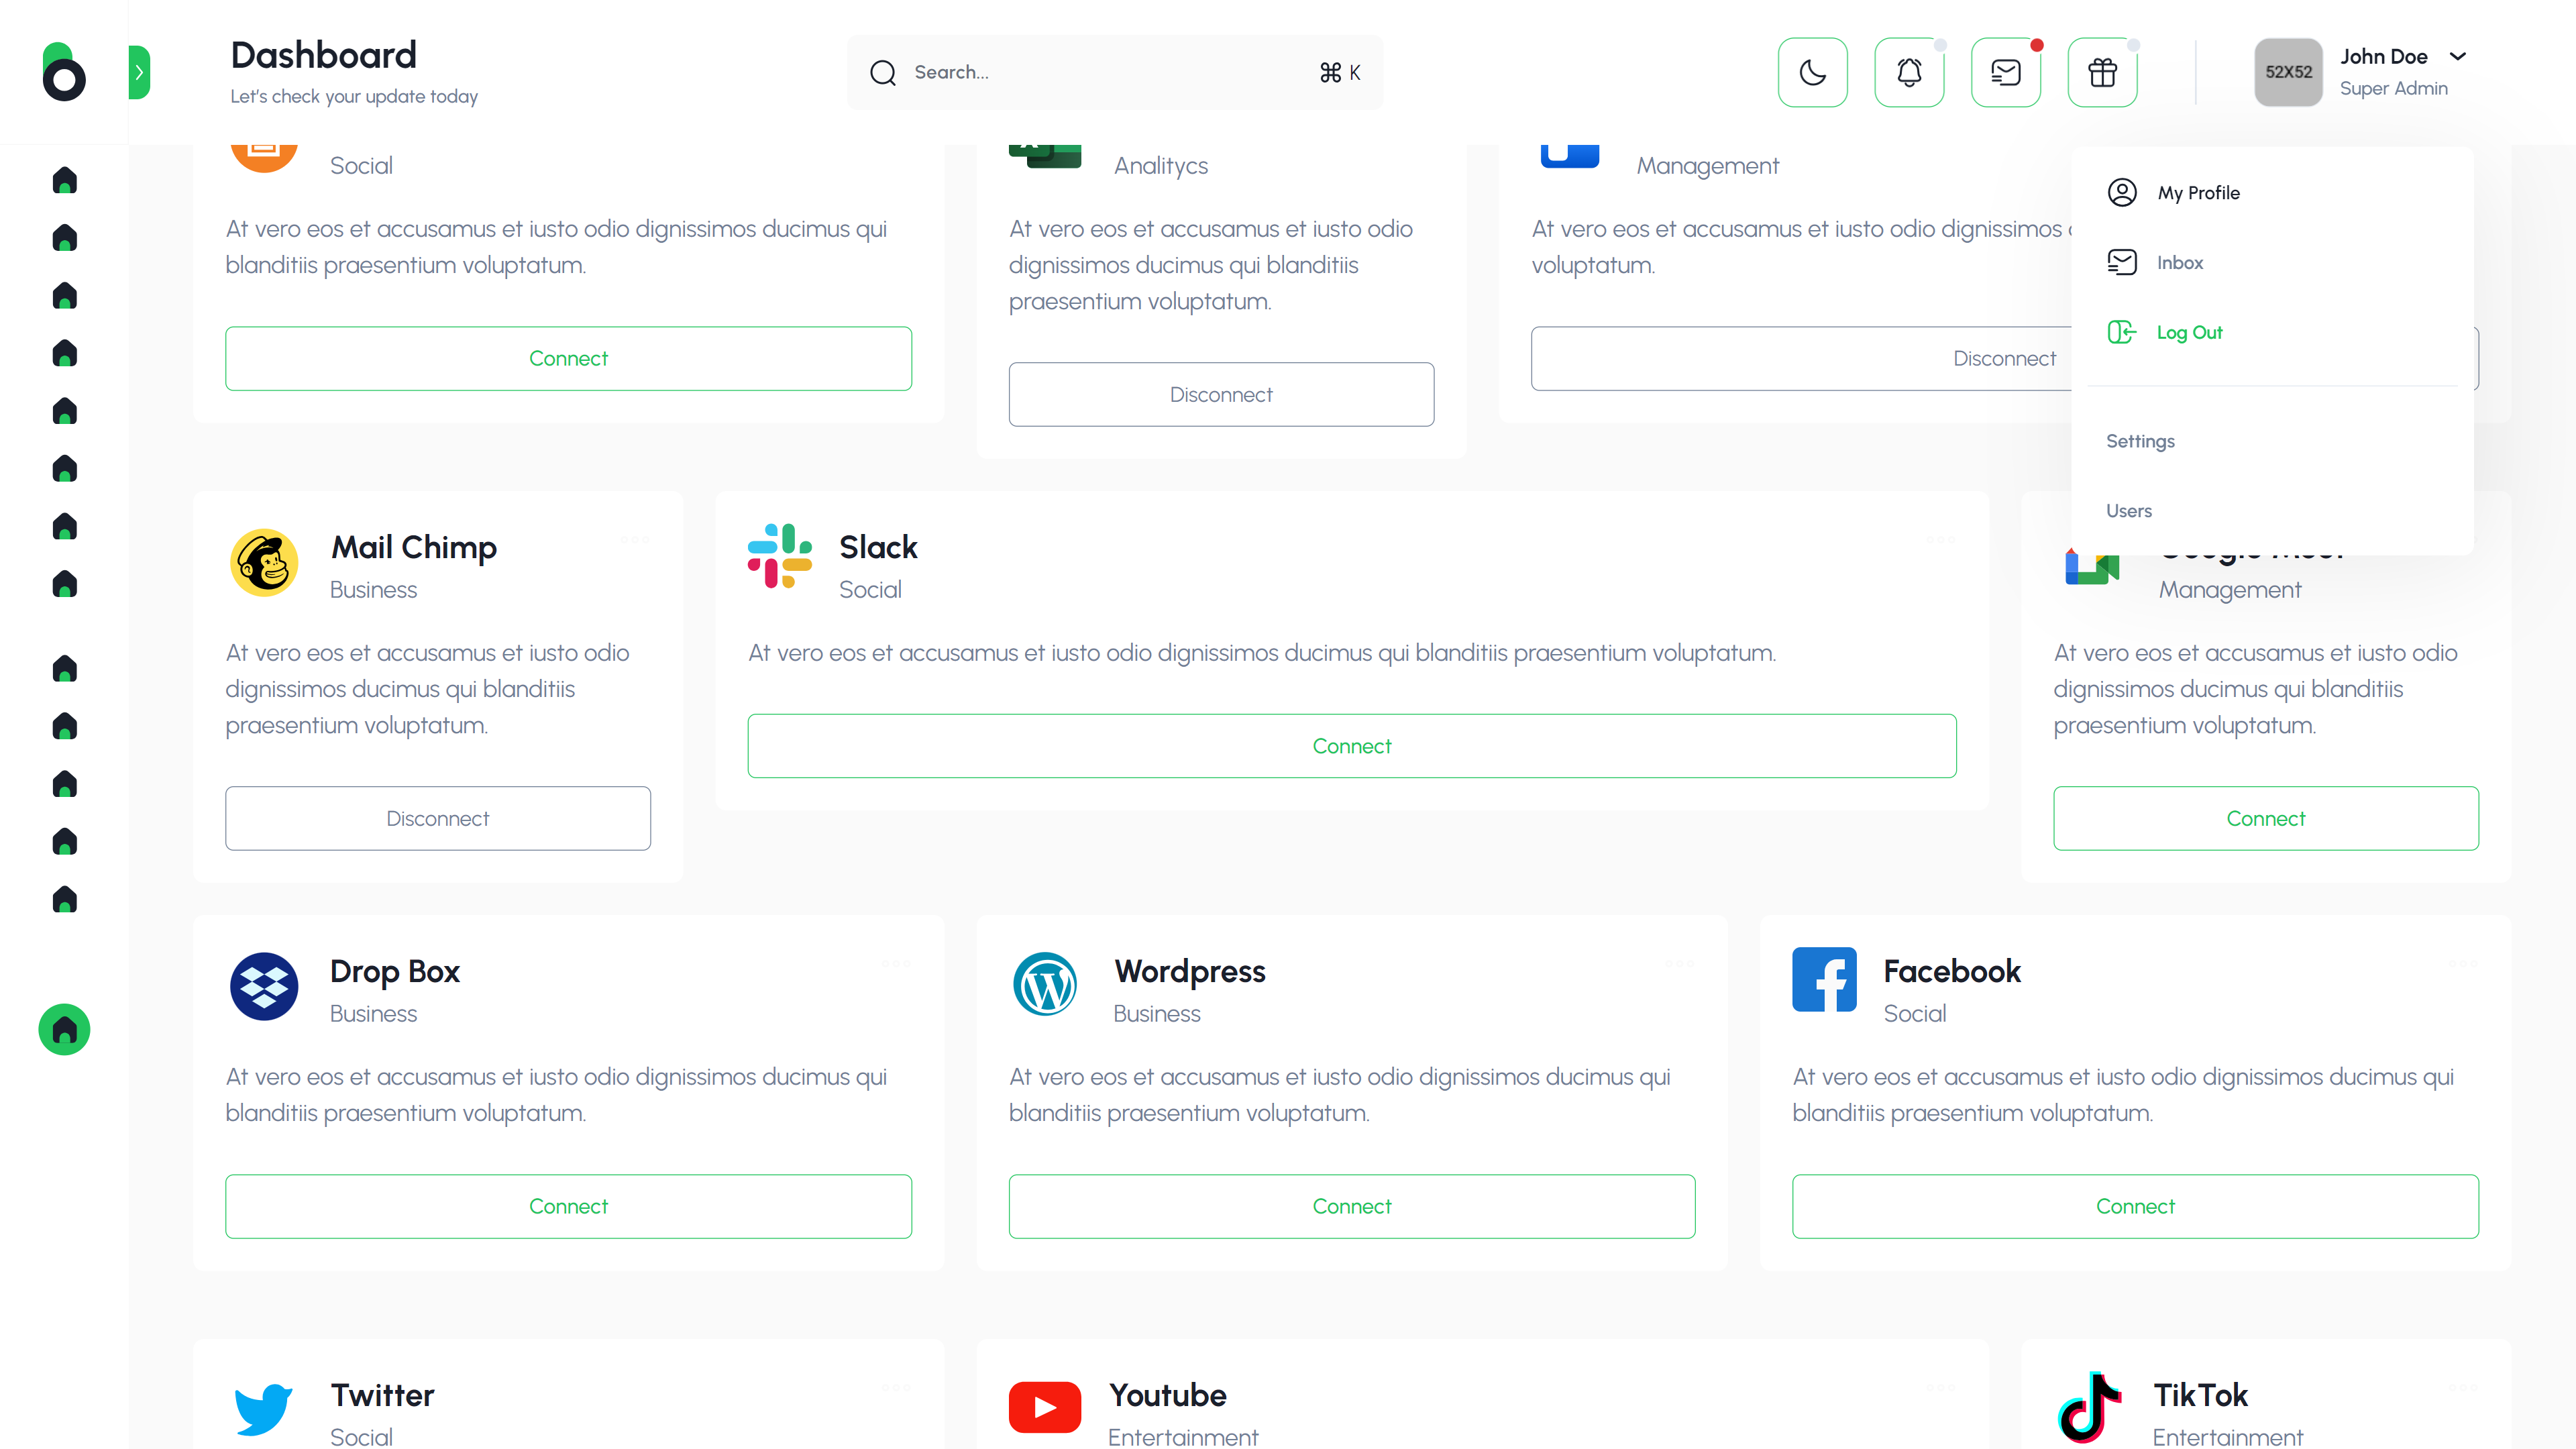 Dashboard
Let's check your update today
Search...
⌘ K
52X52
John Doe
Super Admin
Social
At vero eos et accusamus et iusto odio dignissimos ducimus qui
blanditiis praesentium voluptatum.
Connect
Analitycs
At vero eos et accusamus et iusto odio
dignissimos ducimus qui blanditiis
praesentium voluptatum.
Disconnect
Management
At vero eos et accusamus et iusto odio dignissimos
voluptatum.
Disconnect
My Profile
Inbox
Log Out
Settings
Users
Mail Chimp
Business
At vero eos et accusamus et iusto odio
dignissimos ducimus qui blanditiis
praesentium voluptatum.
Disconnect
Slack
Social
At vero eos et accusamus et iusto odio dignissimos ducimus qui blanditiis praesentium voluptatum.
Connect
Google Meet
Management
At vero eos et accusamus et iusto odio
dignissimos ducimus qui blanditiis
praesentium voluptatum.
Connect
Drop Box
Business
At vero eos et accusamus et iusto odio dignissimos ducimus qui
blanditiis praesentium voluptatum.
Connect
Wordpress
Business
At vero eos et accusamus et iusto odio dignissimos ducimus qui
blanditiis praesentium voluptatum.
Connect
Facebook
Social
At vero eos et accusamus et iusto odio dignissimos ducimus qui
blanditiis praesentium voluptatum.
Connect
Twitter
Social
Youtube
Entertainment
TikTok
Entertainment